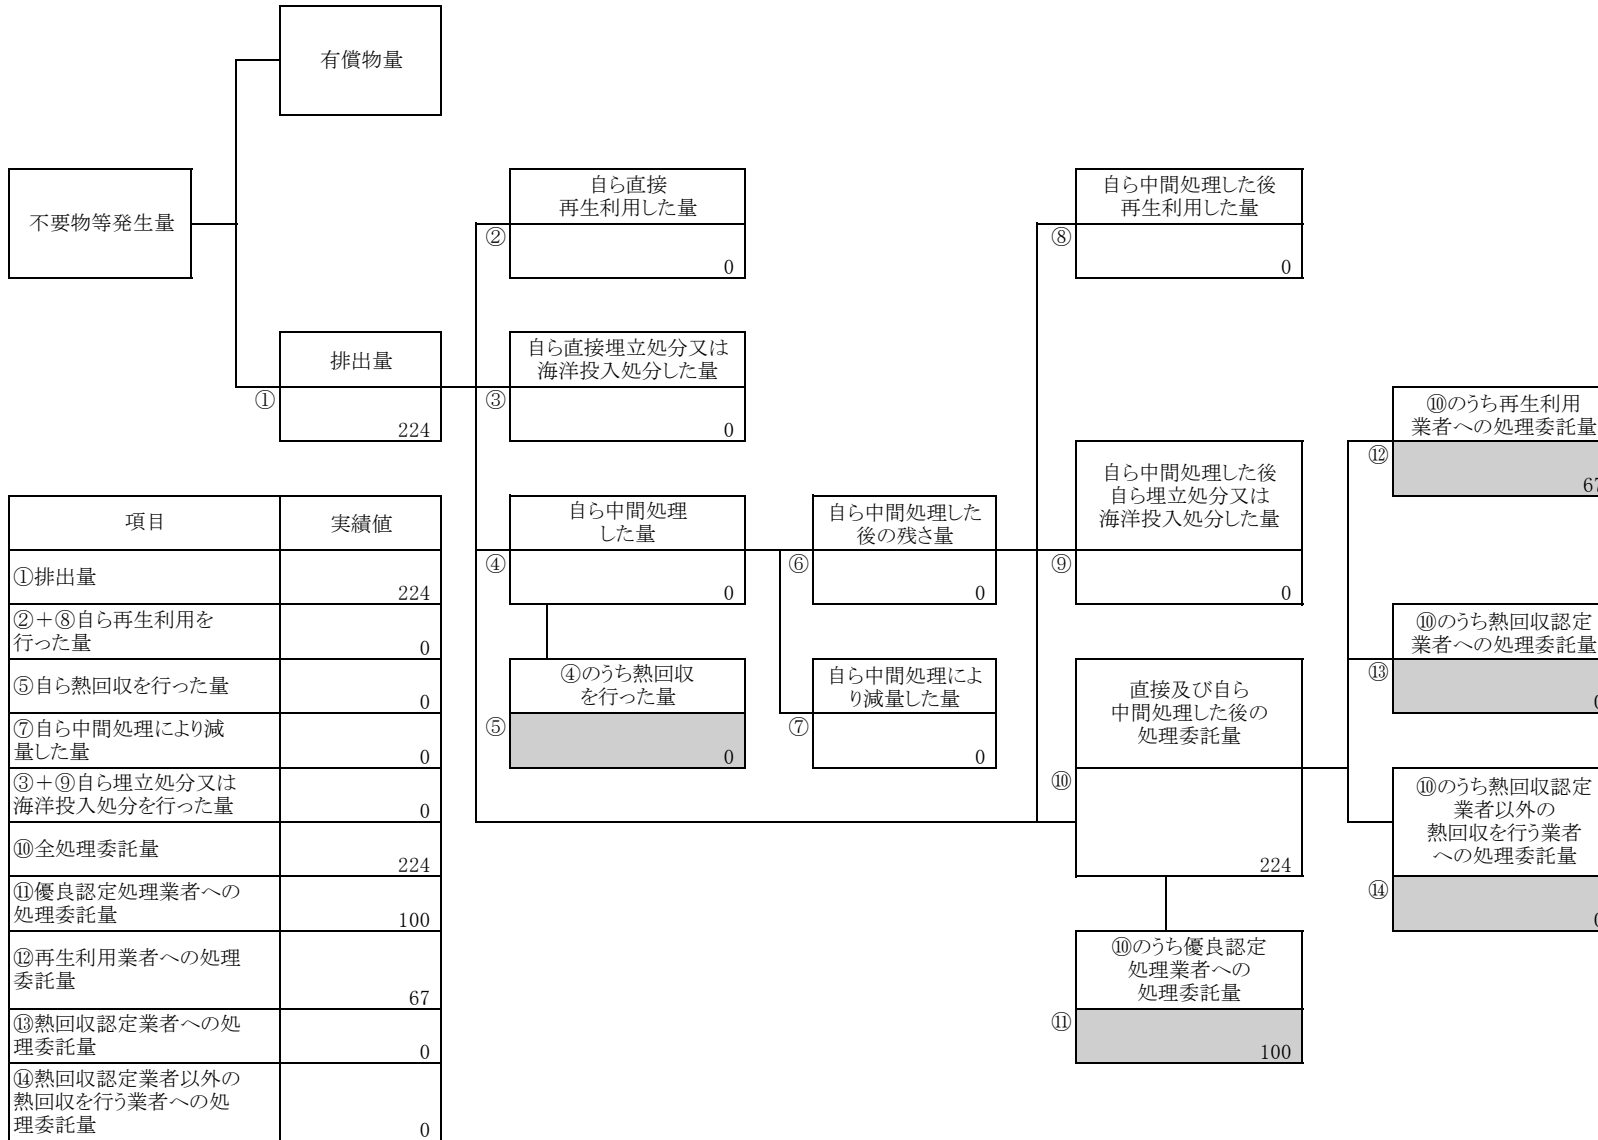 有償物量
不要物等発生量
自ら直接
再生利用した量
②
0
自ら中間処理した後
再生利用した量
⑧
0
排出量
①
224
自ら直接埋立処分又は
海洋投入処分した量
③
0
⑩のうち再生利用
業者への処理委託量
⑫
67
自ら中間処理
した量
④
0
自ら中間処理した
後の残さ量
⑥
0
自ら中間処理した後
自ら埋立処分又は
海洋投入処分した量
⑨
0
⑩のうち熱回収認定
業者への処理委託量
⑬
0
④のうち熱回収
を行った量
⑤
0
自ら中間処理によ
り減量した量
⑦
0
直接及び自ら
中間処理した後の
処理委託量
⑩
224
⑩のうち熱回収認定
業者以外の
熱回収を行う業者
への処理委託量
⑭
0
⑩のうち優良認定
処理業者への
処理委託量
⑪
100
項目 実績値
①排出量
224
②＋⑧自ら再生利用を
行った量
0
⑤自ら熱回収を行った量
0
⑦自ら中間処理により減
量した量
0
③＋⑨自ら埋立処分又は
海洋投入処分を行った量
0
⑩全処理委託量
224
⑪優良認定処理業者への
処理委託量
100
⑫再生利用業者への処理
委託量
67
⑬熱回収認定業者への処
理委託量
0
⑭熱回収認定業者以外の
熱回収を行う業者への処
理委託量
0